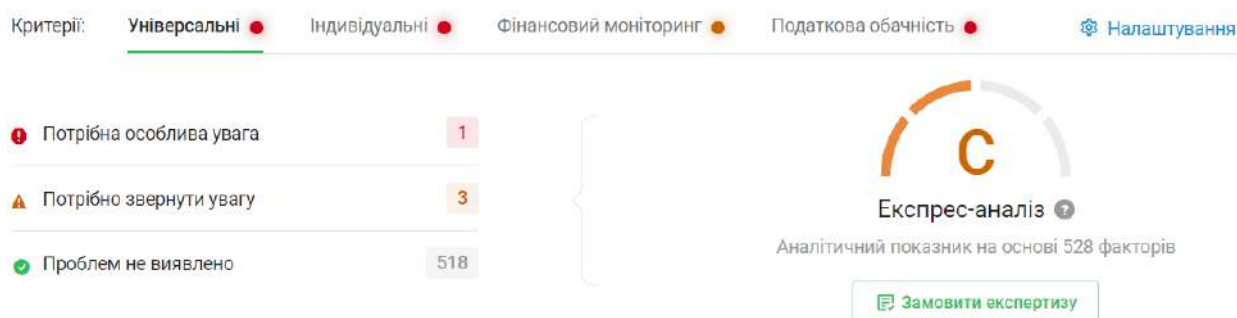 Критерії: Універсальні Індивідуальні Фінансовий моніторинг Податкова обачність Налаштування
Потрібна особлива увага 1
Потрібно звернути увагу 3
Проблем не виявлено 518
C
Експрес-аналіз ?
Аналітичний показник на основі 528 факторів
Замовити експертизу